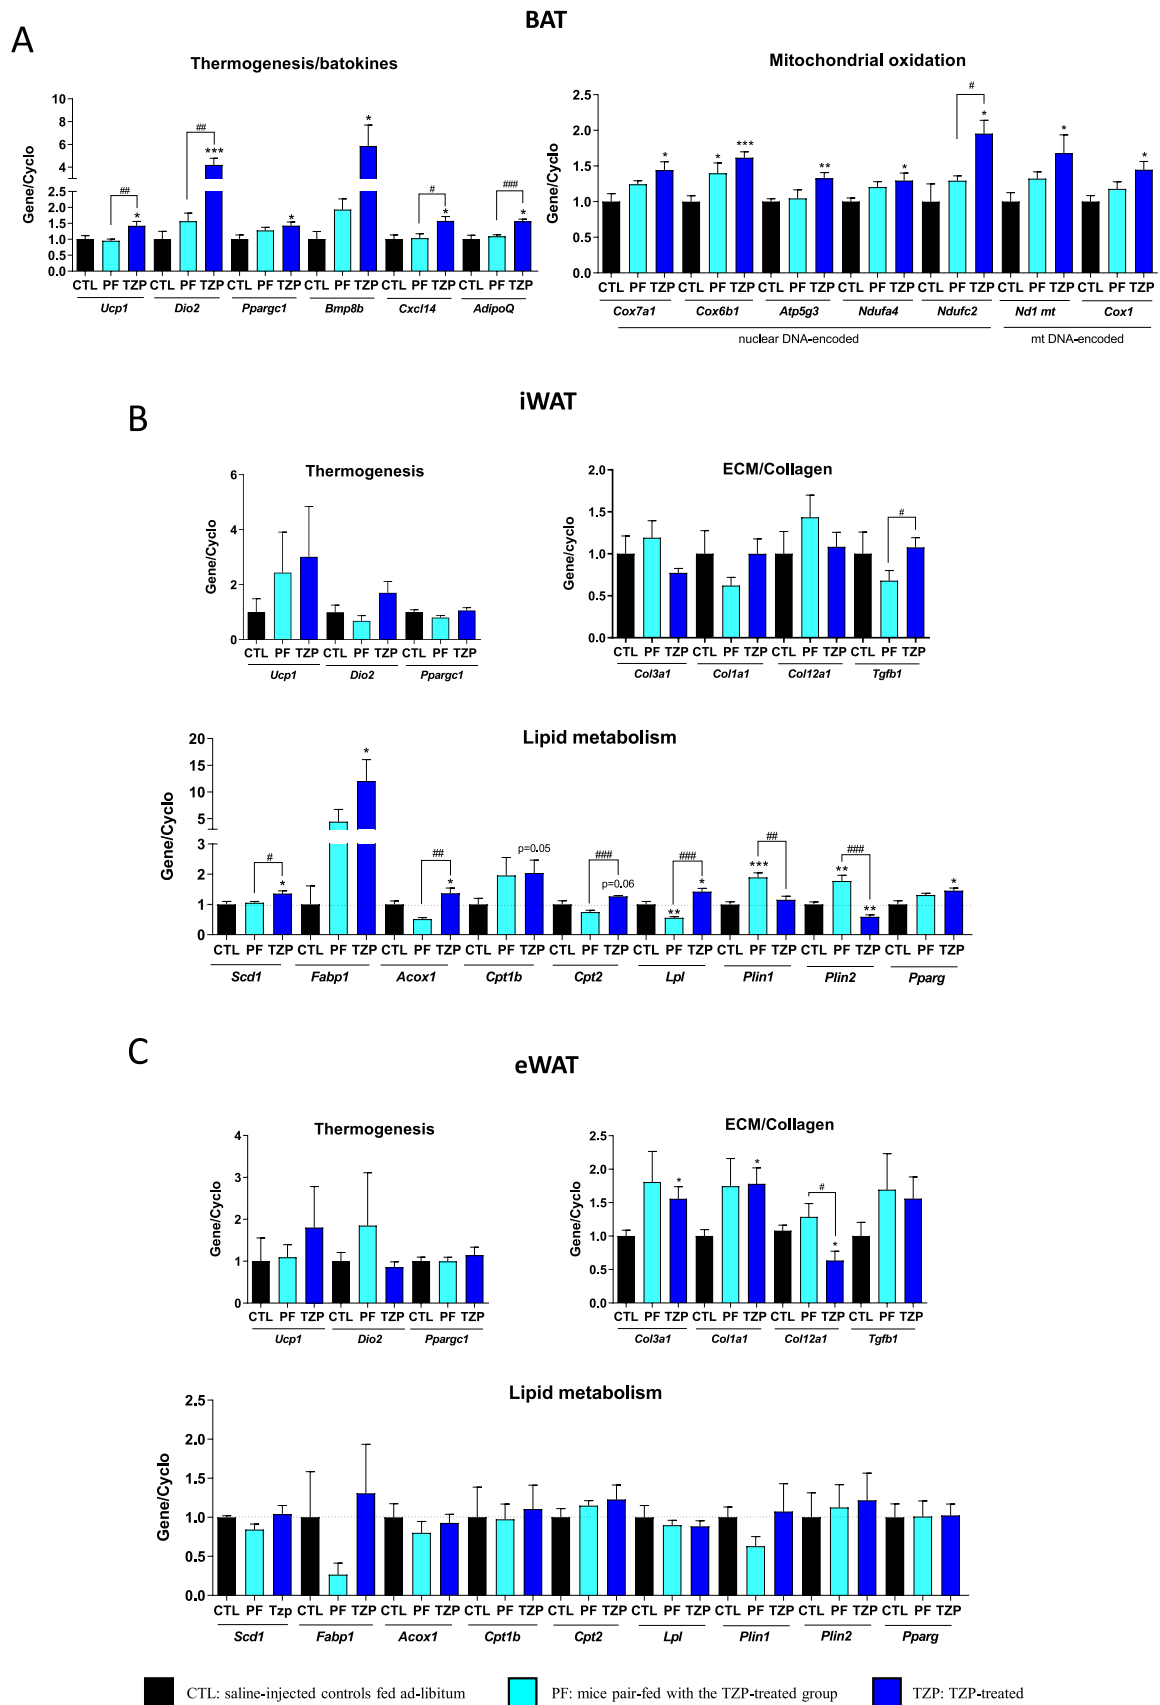 BAT
A
Thermogenesis/batokines
Gene/Cyclo
10
8
6
4
2.5
2.0
1.5
1.0
0.5
0.0
##
##
***
*
*
*
#
*
###
*
CTL PF TZP CTL PF TZP CTL PF TZP CTL PF TZP CTL PF TZP CTL PF TZP
Ucp1 Dio2 Ppargc1 Bmp8b Cxcl14 AdipoQ
Mitochondrial oxidation
Gene/Cyclo
2.5
2.0
1.5
1.0
0.5
0.0
*
*
***
**
*
#
*
*
*
CTL PF TZP CTL PF TZP CTL PF TZP CTL PF TZP CTL PF TZP CTL PF TZP CTL PF TZP
Cox7a1 Cox6b1 Atp5g3 Ndufa4 Ndufc2 Nd1 mt Cox1
nuclear DNA-encoded mt DNA-encoded
iWAT
B
Thermogenesis
Gene/Cyclo
6
4
2
0
CTL PF TZP CTL PF TZP CTL PF TZP
Ucp1 Dio2 Ppargc1
ECM/Collagen
Gene/cyclo
2.0
1.5
1.0
0.5
0.0
#
CTL PF TZP CTL PF TZP CTL PF TZP CTL PF TZP
Col3a1 Col1a1 Col12a1 Tgfb1
Lipid metabolism
Gene/Cyclo
20
15
10
5
3
2
1
0
#
*
*
##
*
p=0.05
###
p=0.06
###
**
*
##
***
###
**
**
*
CTL PF TZP CTL PF TZP CTL PF TZP CTL PF TZP CTL PF TZP CTL PF TZP CTL PF TZP CTL PF TZP CTL PF TZP
Scd1 Fabp1 Acox1 Cpt1b Cpt2 Lpl Plin1 Plin2 Pparg
C
eWAT
Thermogenesis
Gene/Cyclo
4
3
2
1
0
CTL PF TZP CTL PF TZP CTL PF TZP
Ucp1 Dio2 Ppargc1
ECM/Collagen
Gene/Cyclo
2.5
2.0
1.5
1.0
0.5
0.0
*
*
#
*
CTL PF TZP CTL PF TZP CTL PF TZP CTL PF TZP
Col3a1 Col1a1 Col12a1 Tgfb1
Lipid metabolism
Gene/Cyclo
2.5
2.0
1.5
1.0
0.5
0.0
CTL PF Tzp CTL PF TZP CTL PF TZP CTL PF TZP CTL PF TZP CTL PF TZP CTL PF TZP CTL PF TZP CTL PF TZP
Scd1 Fabp1 Acox1 Cpt1b Cpt2 Lpl Plin1 Plin2 Pparg
CTL: saline-injected controls fed ad-libitum
PF: mice pair-fed with the TZP-treated group
TZP: TZP-treated